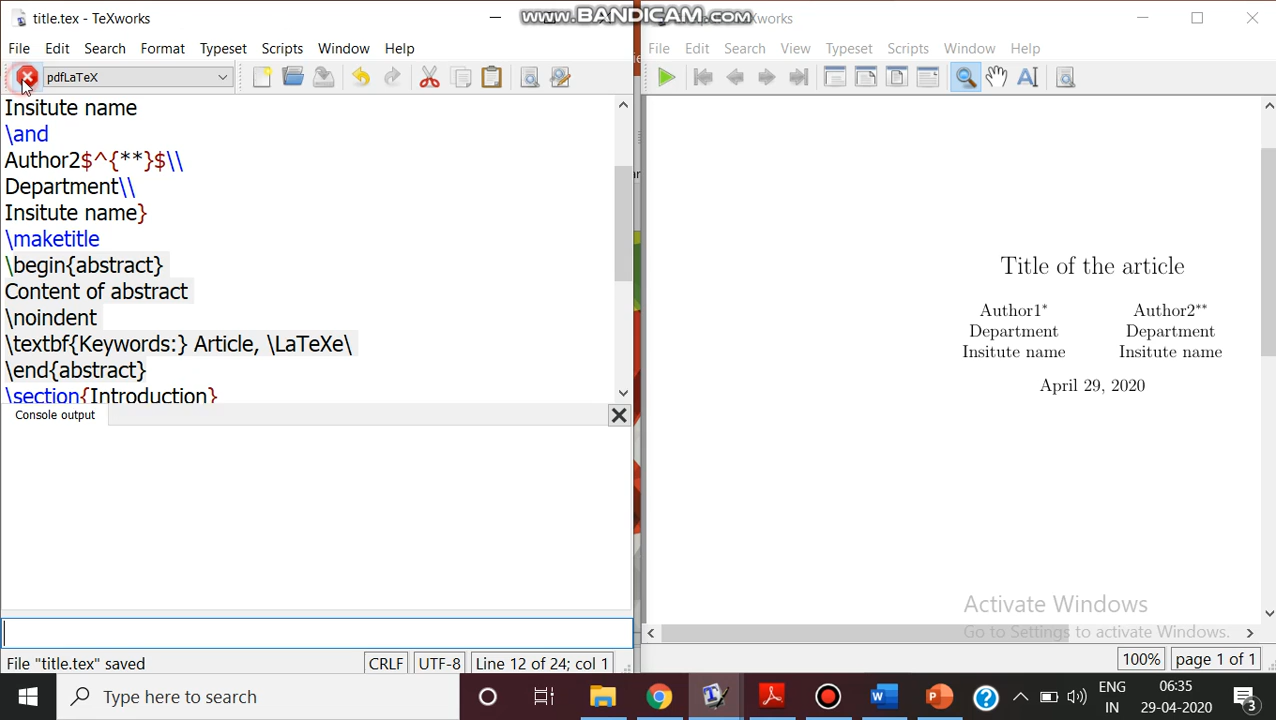 title.tex - TeXworks
www.BANDICAM.com
Xworks
File Edit Search Format Typeset Scripts Window Help
File Edit Search View Typeset Scripts Window Help
pdfLaTeX
Insitute name
\and
Author2$^{**}$\\
Department\\
Insitute name}
\maketitle
\begin{abstract}
Content of abstract
\noindent
\textbf{Keywords:} Article, \LaTeXe\
\end{abstract}
\section{Introduction}
Console output
File "title.tex" saved
CRLF
UTF-8
Line 12 of 24; col 1
Title of the article
Author1* Author2**
Department Department
Insitute name Insitute name
April 29, 2020
Activate Windows
Go to Settings to activate Windows.
100%
page 1 of 1
Type here to search
ENG
IN
06:35
29-04-2020
3